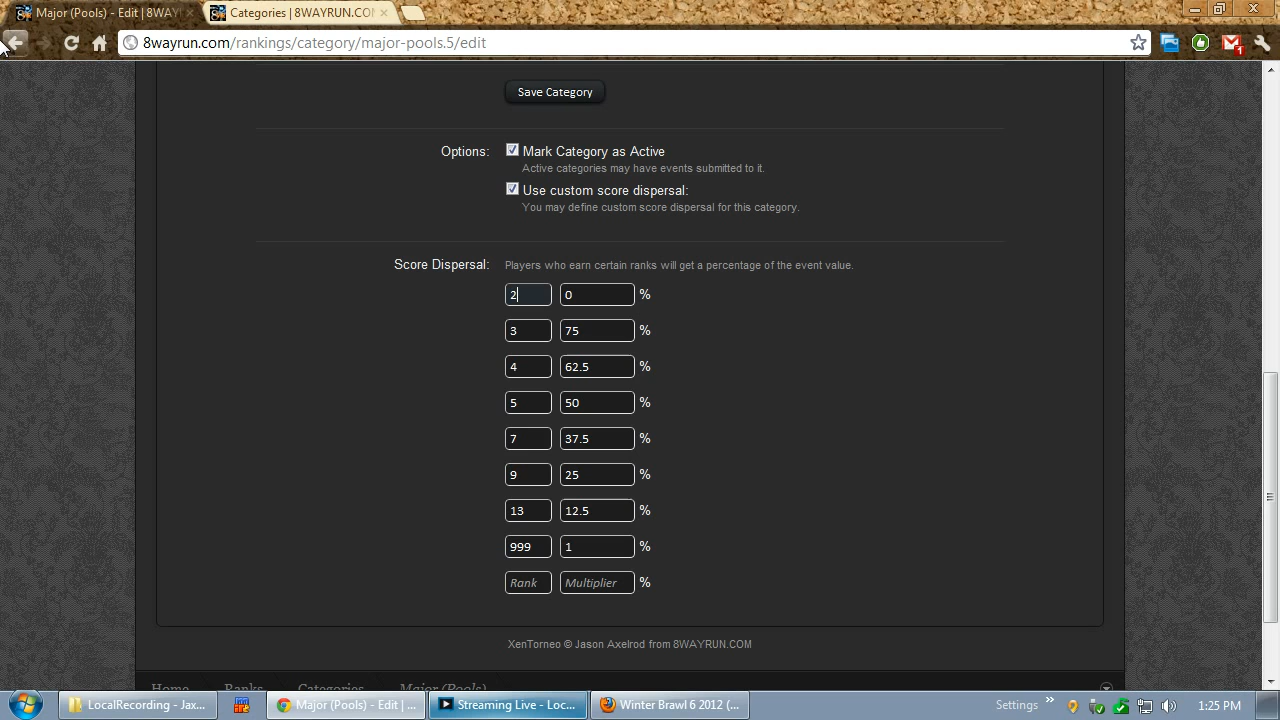 Major (Pools) - Edit | 8WAYR
Categories | 8WAYRUN.COM
8wayrun.com/rankings/category/major-pools.5/edit
1
Save Category
Options: Mark Category as Active
Active categories may have events submitted to it.
Use custom score dispersal:
You may define custom score dispersal for this category.
Score Dispersal: Players who earn certain ranks will get a percentage of the event value.
2 0 %
3 75 %
4 62.5 %
5 50 %
7 37.5 %
9 25 %
13 12.5 %
999 1 %
Rank Multiplier %
XenTorneo © Jason Axelrod from 8WAYRUN.COM
Home Ranks Categories Major (Pools)
LocalRecording - Jax... Major (Pools) - Edit | ... Streaming Live - Loc... Winter Brawl 6 2012 (... Settings » 1:25 PM